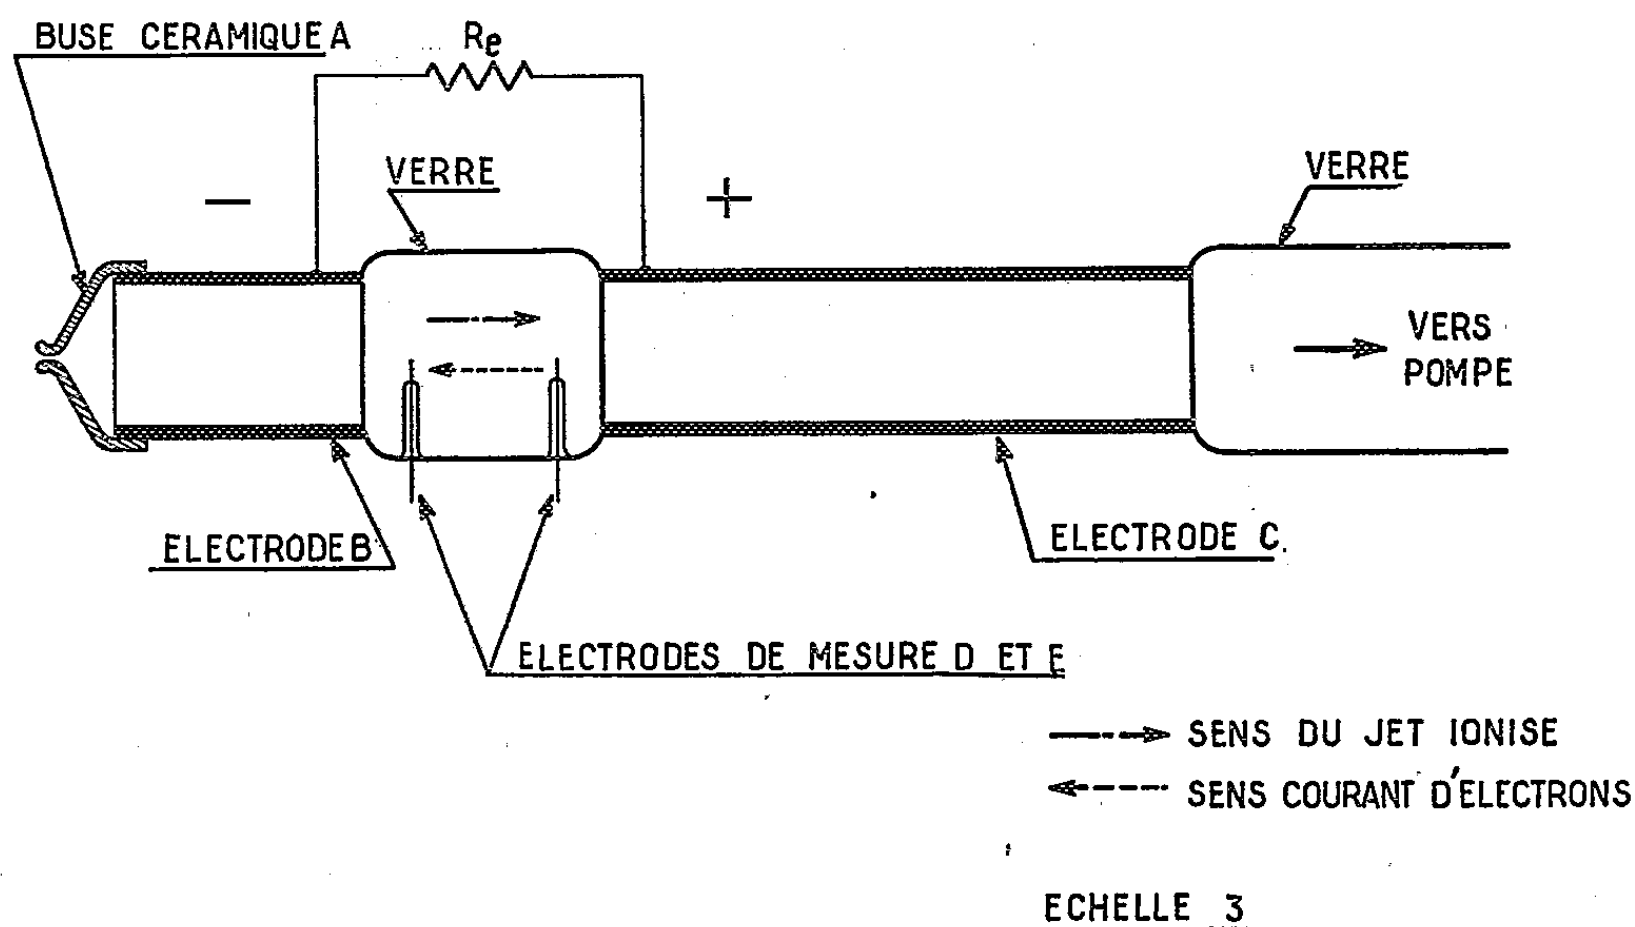 BUSE CERAMIQUE A
Re
VERRE
VERRE
−
+
VERS
POMPE
ELECTRODE B
ELECTRODE C.
ELECTRODES DE MESURE D ET E
SENS DU JET IONISE
SENS COURANT D'ELECTRONS
ECHELLE 3